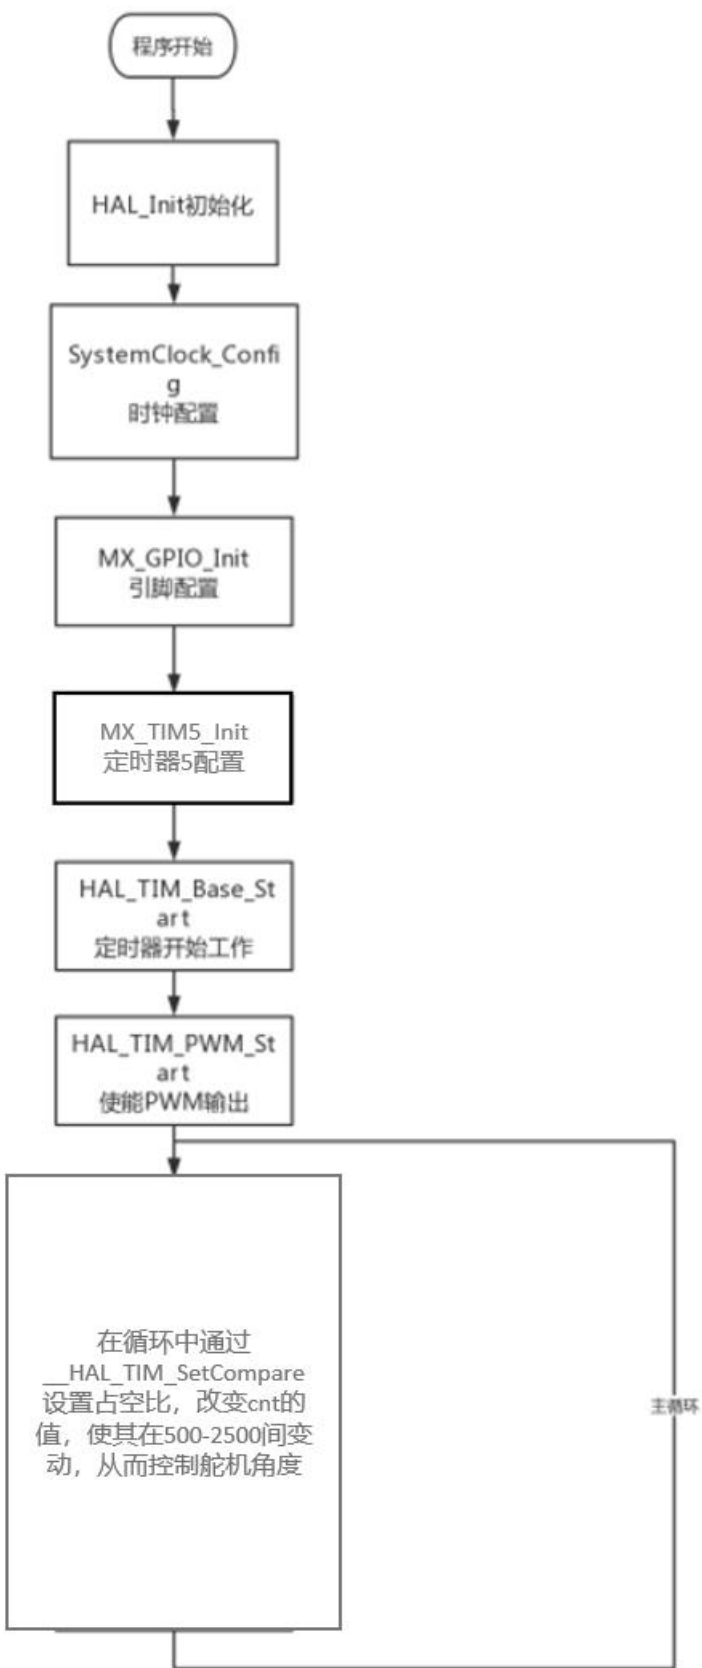 程序开始
HAL_Init初始化
SystemClock_Confi
g
时钟配置
MX_GPIO_Init
引脚配置
MX_TIM5_Init
定时器5配置
HAL_TIM_Base_St
art
定时器开始工作
HAL_TIM_PWM_St
art
使能PWM输出
在循环中通过
__HAL_TIM_SetCompare
设置占空比，改变cnt的
值，使其在500-2500间变
动，从而控制舵机角度
主循环